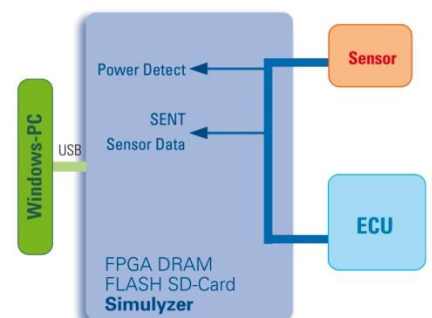 Power Detect
Sensor
SENT
Sensor Data
Windows-PC
USB
ECU
FPGA DRAM
FLASH SD-Card
Simulyzer